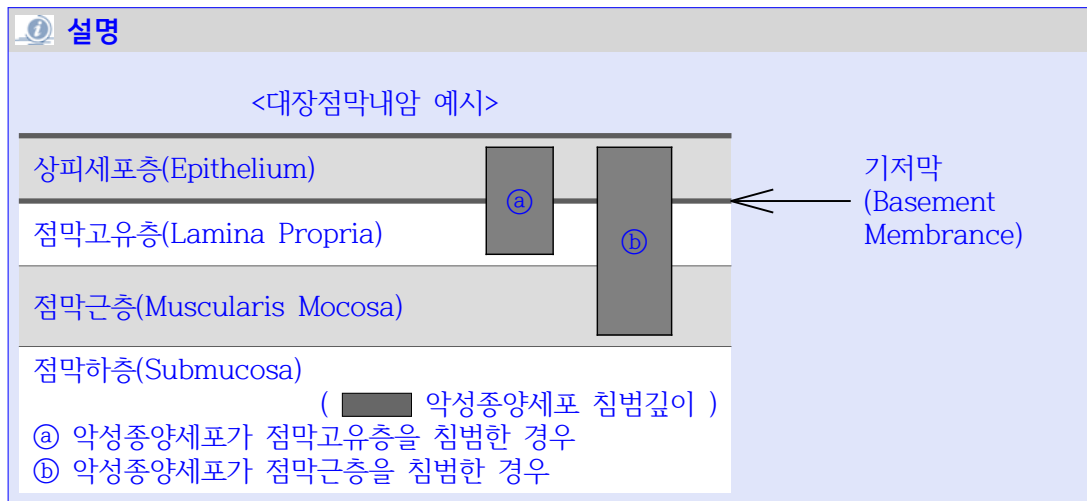 설명
<대장점막내암 예시>
상피세포층(Epithelium)
ⓐ
기저막
(Basement
Membrance)
점막고유층(Lamina Propria)
ⓑ
점막근층(Muscularis Mocosa)
점막하층(Submucosa)
( 악성종양세포 침범깊이 )
ⓐ 악성종양세포가 점막고유층을 침범한 경우
ⓑ 악성종양세포가 점막근층을 침범한 경우